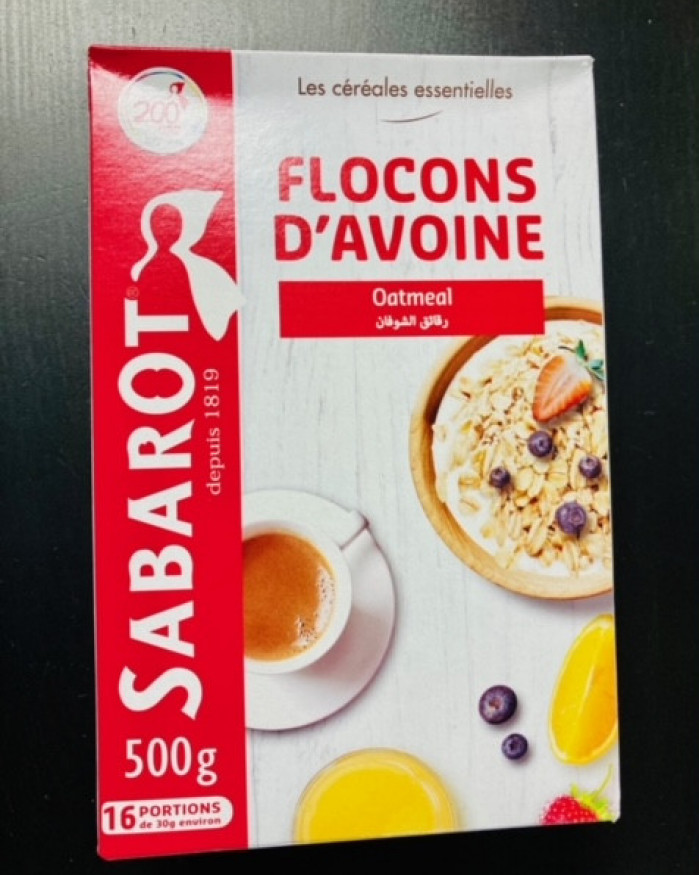 200
Les céréales essentielles
FLOCONS
D'AVOINE
Oatmeal
رقائق الشوفان
SABAROT®
depuis 1819
500g
16 PORTIONS
de 30g environ